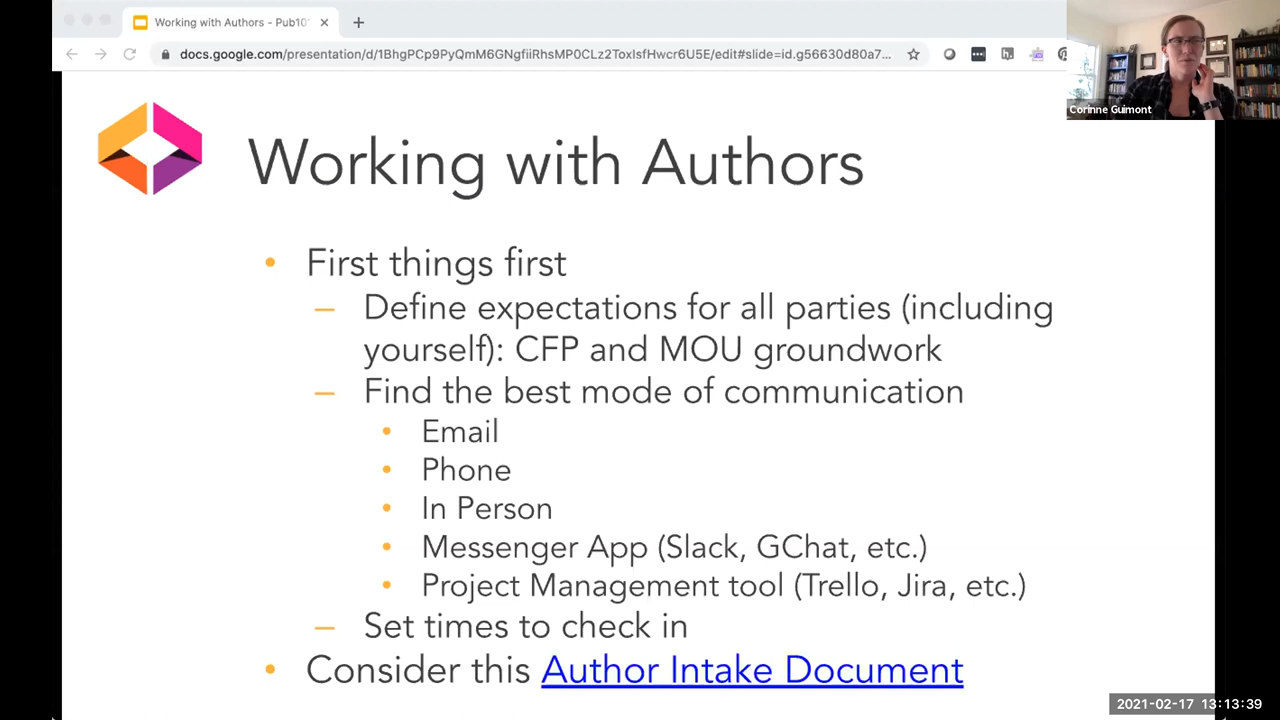 Working with Authors - Pub10
docs.google.com/presentation/d/1BhgPCp9PyQnw6GNgfiiRhsMP0CLz2ToxIsfHwcr6U5E/edit#slide=id.g56630d80a7...
Corinne Guimont
Working with Authors
• First things first
– Define expectations for all parties (including
yourself): CFP and MOU groundwork
– Find the best mode of communication
• Email
• Phone
• In Person
• Messenger App (Slack, GChat, etc.)
• Project Management tool (Trello, Jira, etc.)
– Set times to check in
• Consider this Author Intake Document
2021-02-17 13:13:39